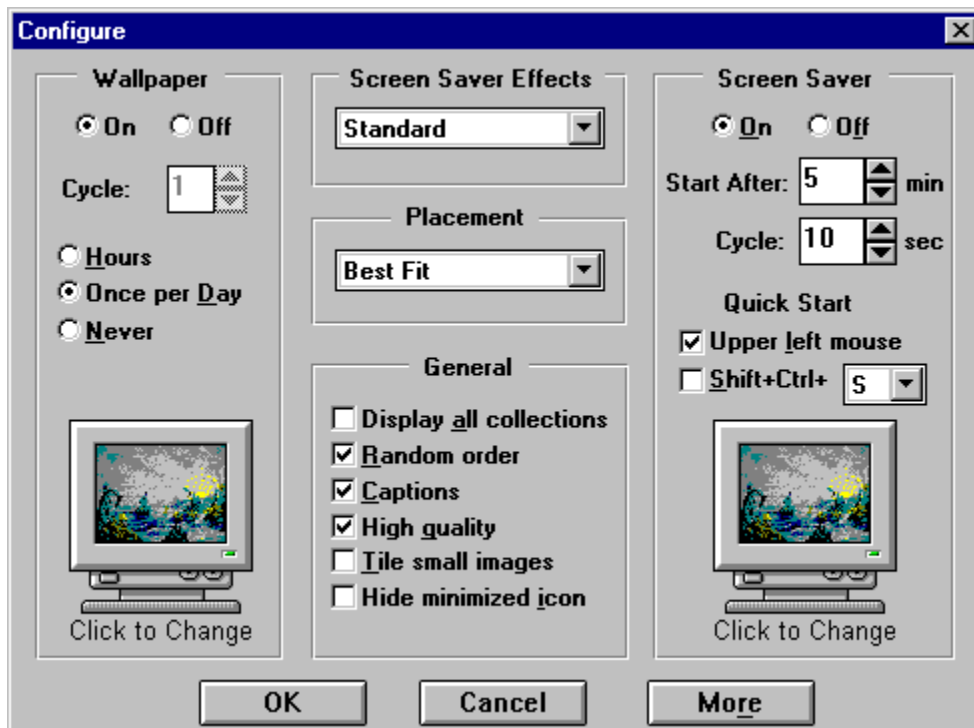 Configure
Wallpaper
On Off
Cycle: 1
Hours
Once per Day
Never
Click to Change
Screen Saver Effects
Standard
Placement
Best Fit
General
Display all collections
Random order
Captions
High quality
Tile small images
Hide minimized icon
Screen Saver
On Off
Start After: 5 min
Cycle: 10 sec
Quick Start
Upper left mouse
Shift+Ctrl+ S
Click to Change
OK Cancel More